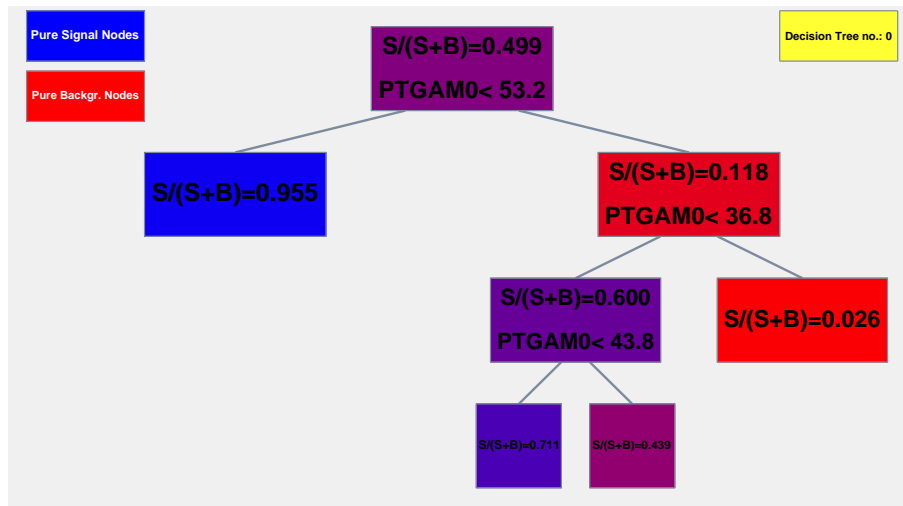 Pure Signal Nodes
Pure Backgr. Nodes
Decision Tree no.: 0
S/(S+B)=0.499
PTGAM0< 53.2
S/(S+B)=0.955
S/(S+B)=0.118
PTGAM0< 36.8
S/(S+B)=0.600
PTGAM0< 43.8
S/(S+B)=0.026
S/(S+B)=0.711
S/(S+B)=0.439